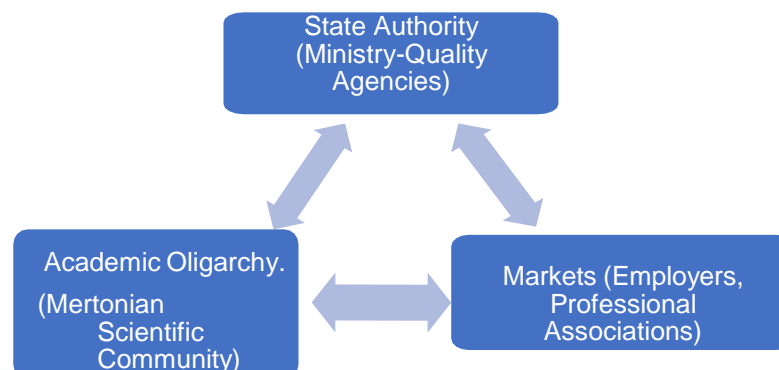 State Authority
(Ministry-Quality
Agencies)
Academic Oligarchy.
(Mertonian
Scientific
Community)
Markets (Employers,
Professional
Associations)